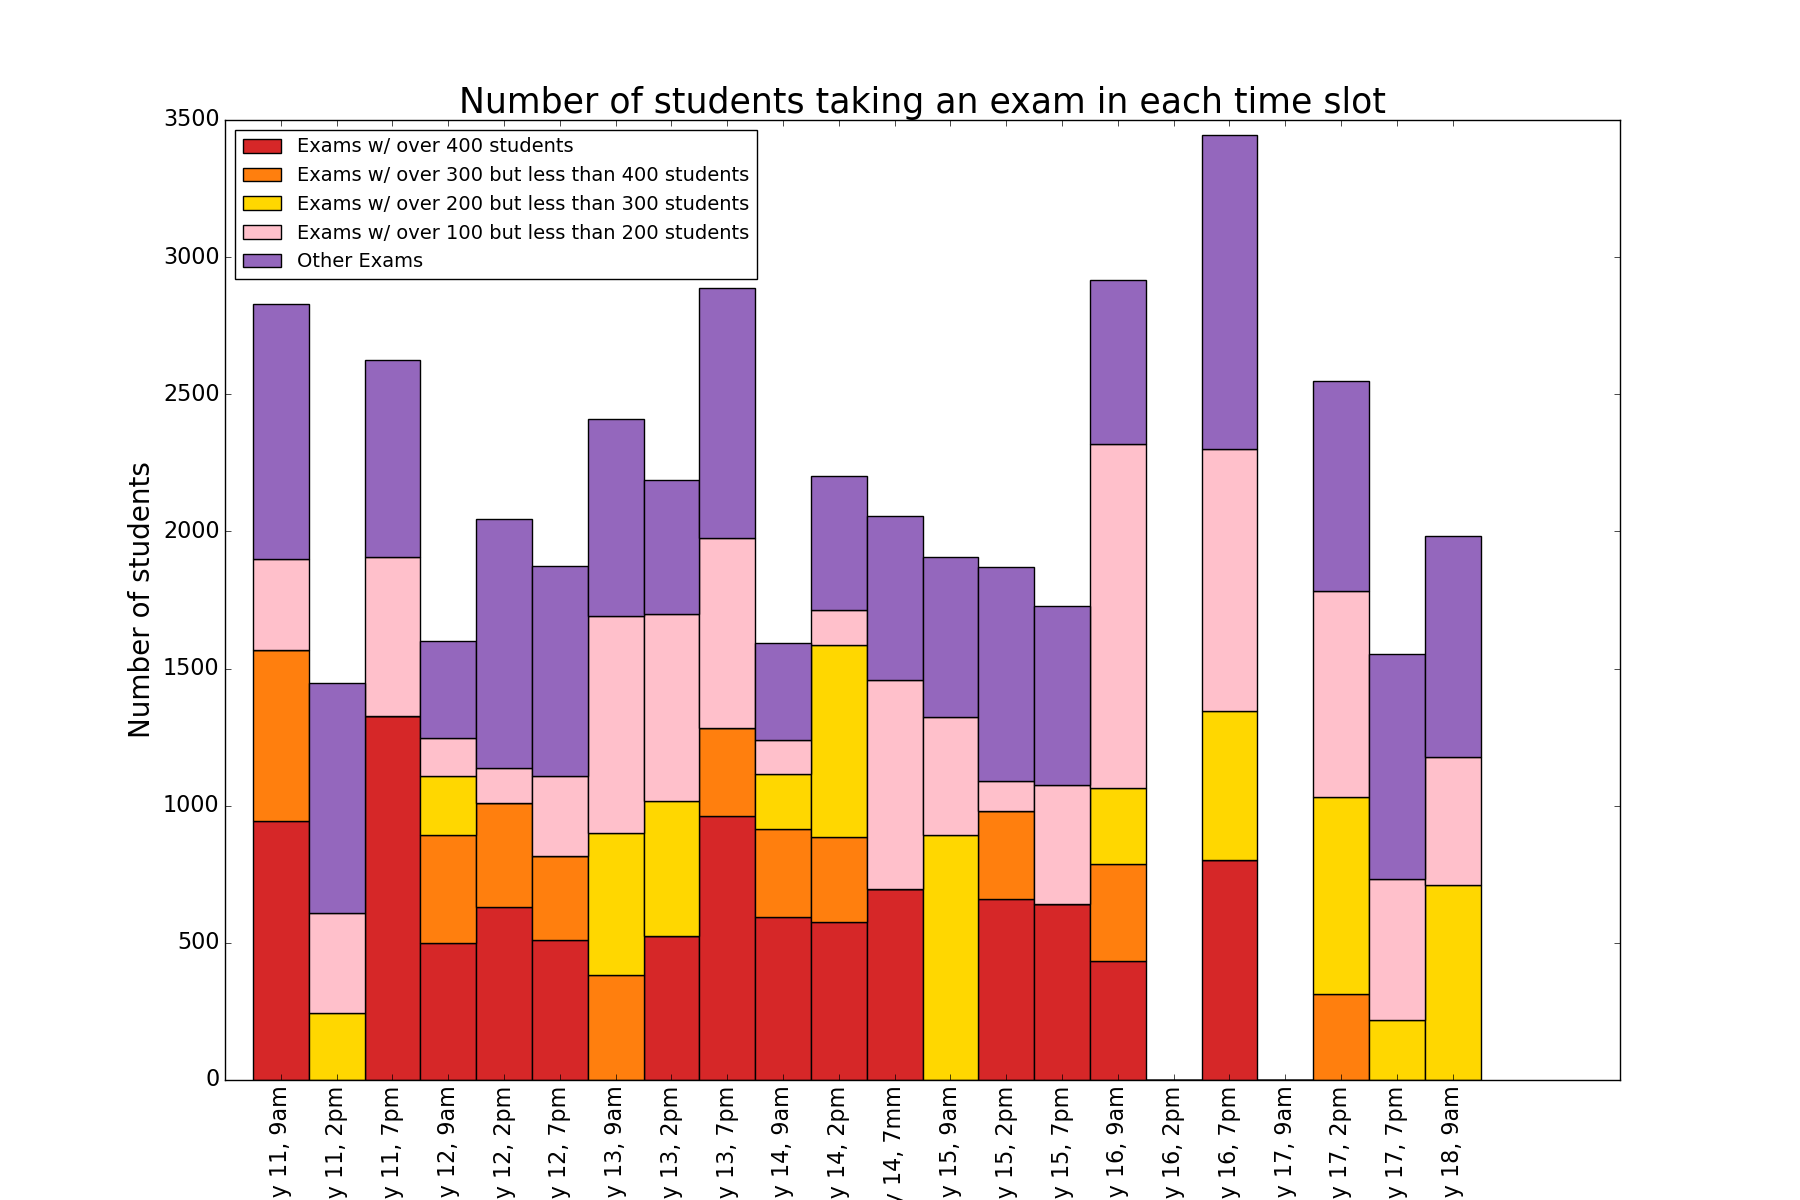 Number of students taking an exam in each time slot
3500
3000
2500
2000
1500
1000
500
0
Number of students
Exams w/ over 400 students
Exams w/ over 300 but less than 400 students
Exams w/ over 200 but less than 300 students
Exams w/ over 100 but less than 200 students
Other Exams
y 11, 9am
y 11, 2pm
y 11, 7pm
y 12, 9am
y 12, 2pm
y 12, 7pm
y 13, 9am
y 13, 2pm
y 13, 7pm
y 14, 9am
y 14, 2pm
y 14, 7mm
y 15, 9am
y 15, 2pm
y 15, 7pm
y 16, 9am
y 16, 2pm
y 16, 7pm
y 17, 9am
y 17, 2pm
y 17, 7pm
y 18, 9am